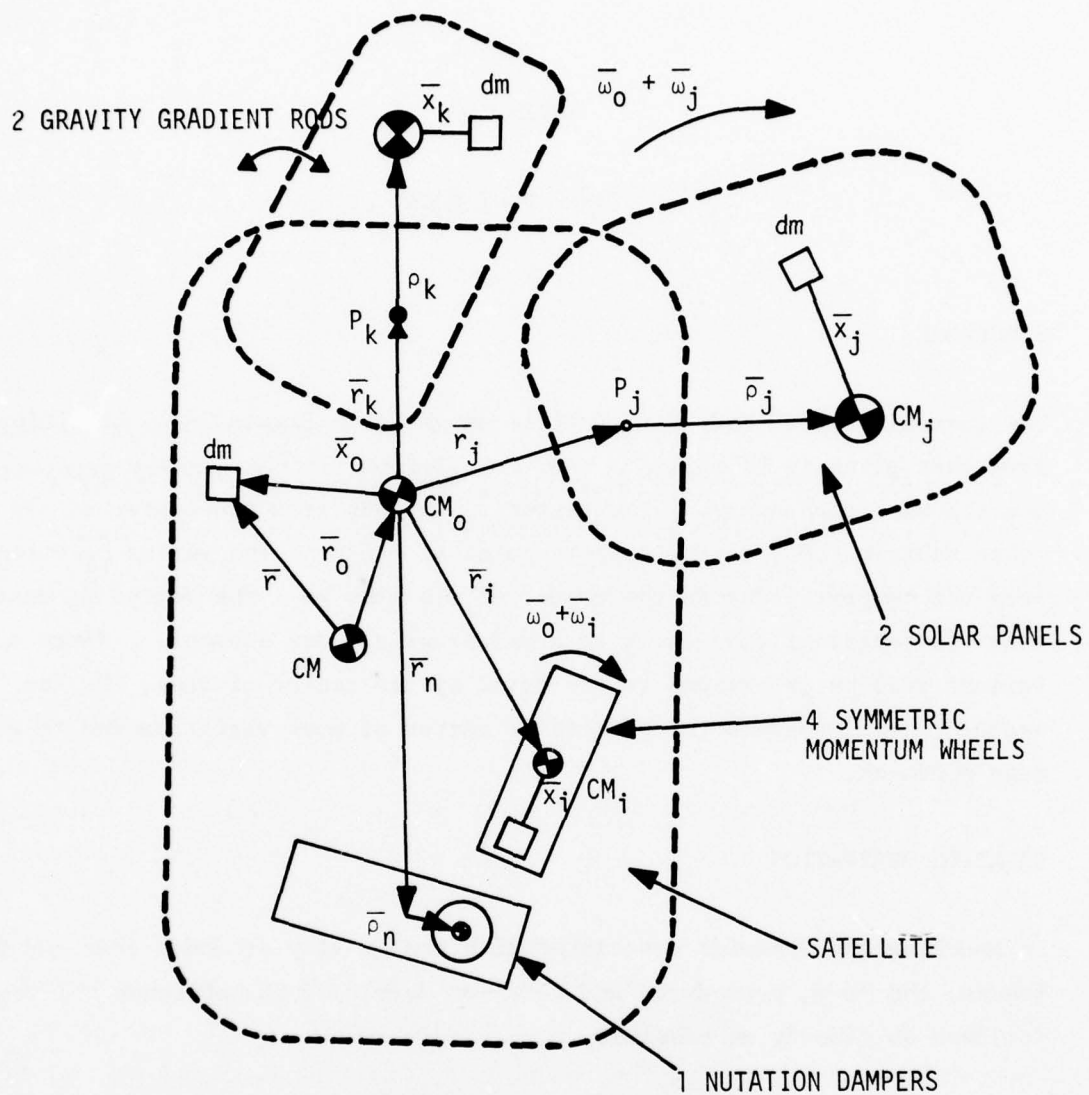 2 GRAVITY GRADIENT RODS
x̅k
dm
ω̅o + ω̅j
dm
ρk
Pk
x̅j
r̅k
Pj
ρ̅j
CMj
dm
x̅o
r̅j
CMo
r̅
r̅o
r̅i
CM
r̅n
ω̅o+ω̅i
2 SOLAR PANELS
4 SYMMETRIC
MOMENTUM WHEELS
x̅i
CMi
ρ̅n
SATELLITE
1 NUTATION DAMPERS